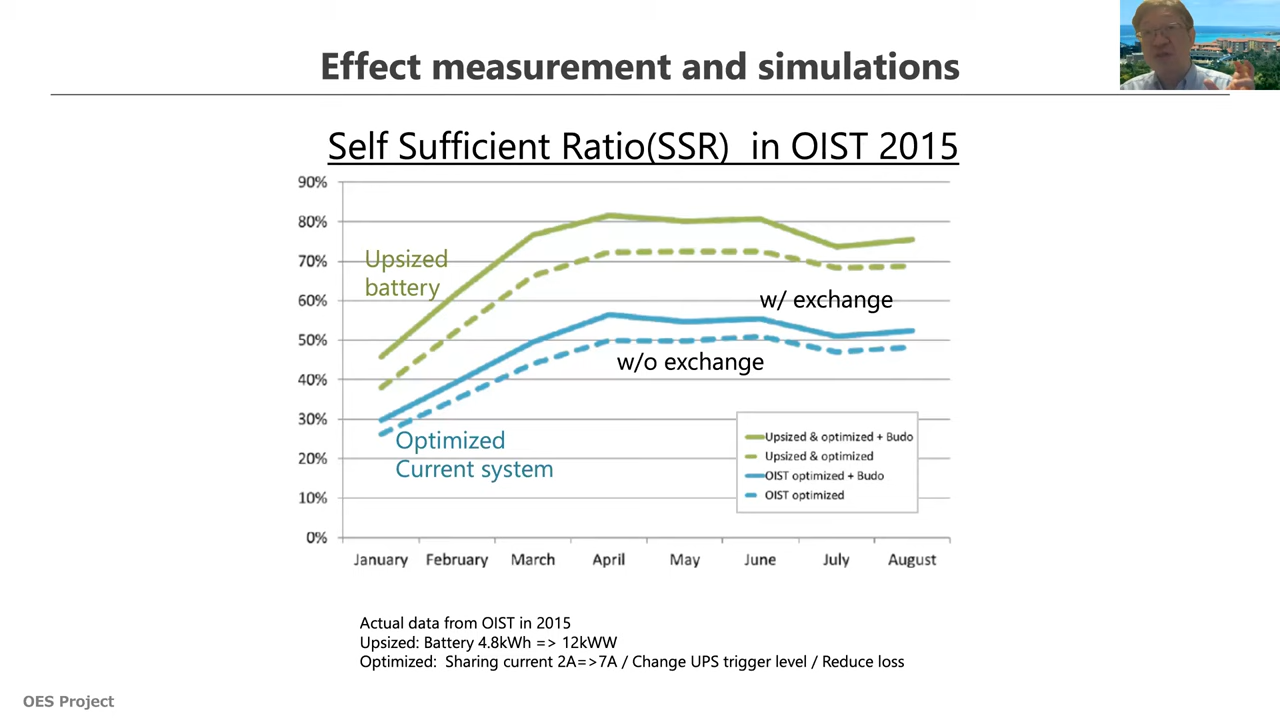 Effect measurement and simulations
Self Sufficient Ratio(SSR) in OIST 2015
90%
80%
70%
60%
50%
40%
30%
20%
10%
0%
Upsized
battery
w/ exchange
w/o exchange
Optimized
Current system
Upsized & optimized + Budo
Upsized & optimized
OIST optimized + Budo
OIST optimized
January February March April May June July August
Actual data from OIST in 2015
Upsized: Battery 4.8kWh => 12kWW
Optimized: Sharing current 2A=>7A / Change UPS trigger level / Reduce loss
OES Project